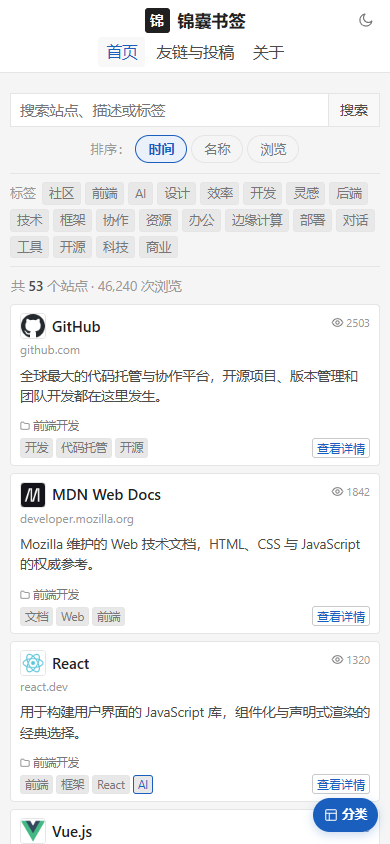 锦 锦囊书签
首页 友链与投稿 关于
搜索站点、描述或标签 搜索
排序： 时间 名称 浏览
标签 社区 前端 AI 设计 效率 开发 灵感 后端
技术 框架 协作 资源 办公 边缘计算 部署 对话
工具 开源 科技 商业
共 53 个站点 · 46,240 次浏览
GitHub 2503
github.com
全球最大的代码托管与协作平台，开源项目、版本管理和
团队开发都在这里发生。
前端开发
开发 代码托管 开源 查看详情
MDN Web Docs 1842
developer.mozilla.org
Mozilla 维护的 Web 技术文档，HTML、CSS 与 JavaScript
的权威参考。
前端开发
文档 Web 前端 查看详情
React 1320
react.dev
用于构建用户界面的 JavaScript 库，组件化与声明式渲染的
经典选择。
前端开发
前端 框架 React AI 查看详情
分类
Vue.js